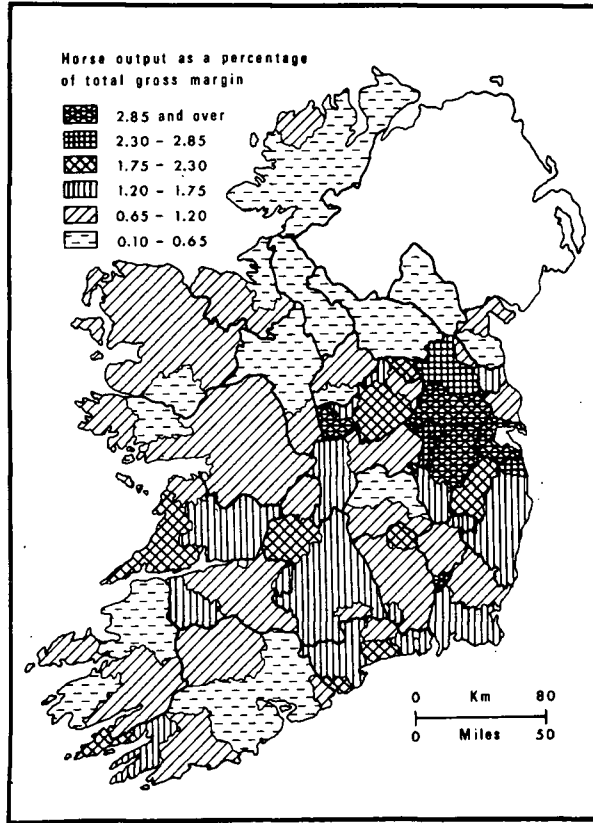 Horse output as a percentage
of total gross margin
2.85 and over
2.30 - 2.85
1.75 - 2.30
1.20 - 1.75
0.65 - 1.20
0.10 - 0.65
0 Km 80
0 Miles 50